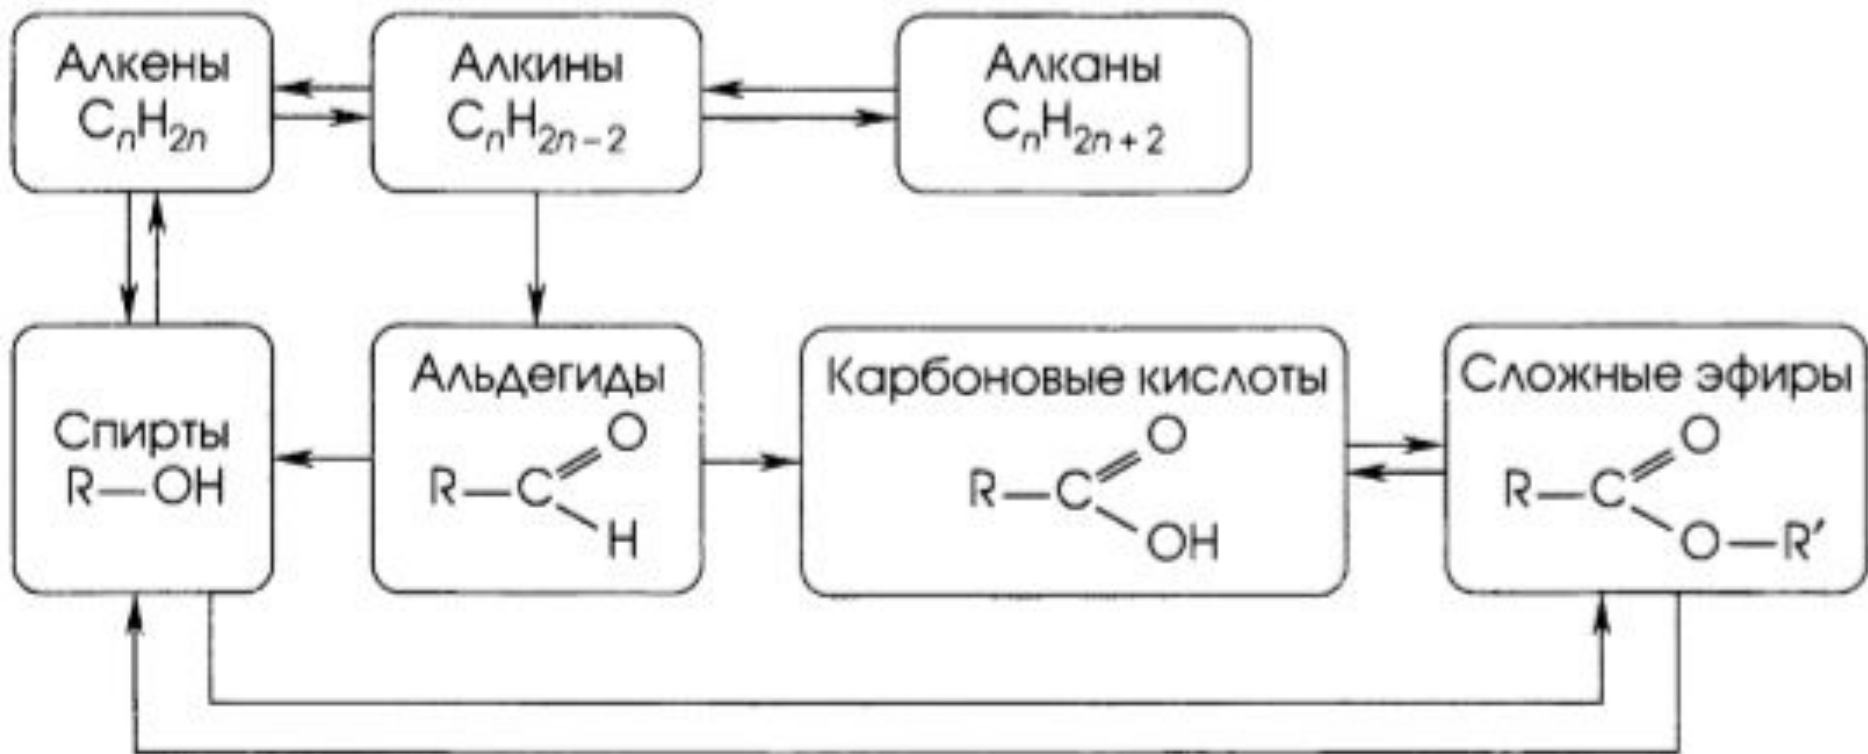 Алкены
CₙH₂ₙ
Алкины
CₙH₂ₙ₋₂
Алканы
CₙH₂ₙ₊₂
Спирты
R—OH
Альдегиды
O
R—C
H
Карбоновые кислоты
O
R—C
OH
Сложные эфиры
O
R—C
O—R′